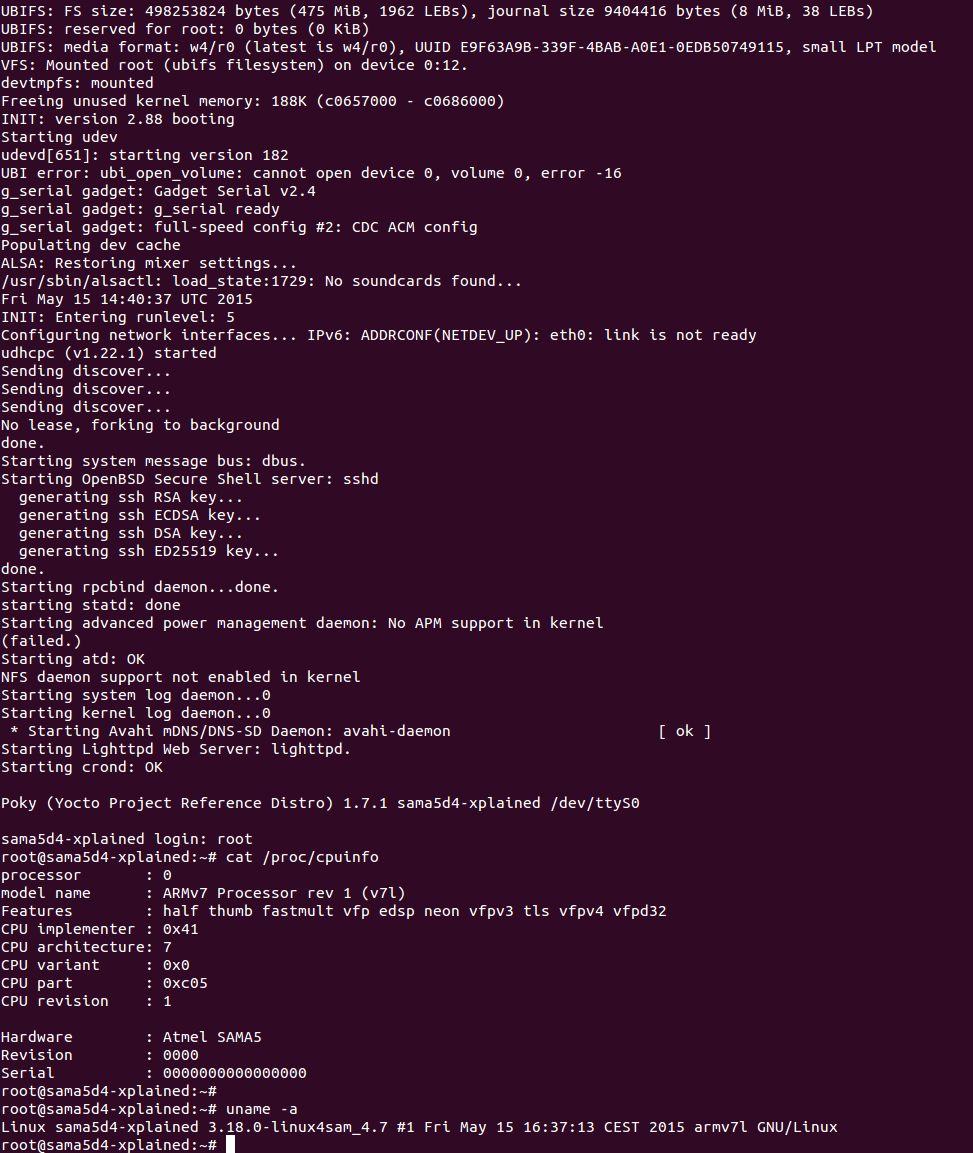 UBIFS: FS size: 498253824 bytes (475 MiB, 1962 LEBs), journal size 9404416 bytes (8 MiB, 38 LEBs)
UBIFS: reserved for root: 0 bytes (0 KiB)
UBIFS: media format: w4/r0 (latest is w4/r0), UUID E9F63A9B-339F-4BAB-A0E1-0EDB50749115, small LPT model
VFS: Mounted root (ubifs filesystem) on device 0:12.
devtmpfs: mounted
Freeing unused kernel memory: 188K (c0657000 - c0686000)
INIT: version 2.88 booting
Starting udev
udevd[651]: starting version 182
UBI error: ubi_open_volume: cannot open device 0, volume 0, error -16
g_serial gadget: Gadget Serial v2.4
g_serial gadget: g_serial ready
g_serial gadget: full-speed config #2: CDC ACM config
Populating dev cache
ALSA: Restoring mixer settings...
/usr/sbin/alsactl: load_state:1729: No soundcards found...
Fri May 15 14:40:37 UTC 2015
INIT: Entering runlevel: 5
Configuring network interfaces... IPv6: ADDRCONF(NETDEV_UP): eth0: link is not ready
udhcpc (v1.22.1) started
Sending discover...
Sending discover...
Sending discover...
No lease, forking to background
done.
Starting system message bus: dbus.
Starting OpenBSD Secure Shell server: sshd
  generating ssh RSA key...
  generating ssh ECDSA key...
  generating ssh DSA key...
  generating ssh ED25519 key...
done.
Starting rpcbind daemon...done.
starting statd: done
Starting advanced power management daemon: No APM support in kernel
(failed.)
Starting atd: OK
NFS daemon support not enabled in kernel
Starting system log daemon...0
Starting kernel log daemon...0
 * Starting Avahi mDNS/DNS-SD Daemon: avahi-daemon                       [ ok ]
Starting Lighttpd Web Server: lighttpd.
Starting crond: OK

Poky (Yocto Project Reference Distro) 1.7.1 sama5d4-xplained /dev/ttyS0

sama5d4-xplained login: root
root@sama5d4-xplained:~# cat /proc/cpuinfo
processor       : 0
model name      : ARMv7 Processor rev 1 (v7l)
Features        : half thumb fastmult vfp edsp neon vfpv3 tls vfpv4 vfpd32
CPU implementer : 0x41
CPU architecture: 7
CPU variant     : 0x0
CPU part        : 0xc05
CPU revision    : 1

Hardware        : Atmel SAMA5
Revision        : 0000
Serial          : 0000000000000000
root@sama5d4-xplained:~#
root@sama5d4-xplained:~# uname -a
Linux sama5d4-xplained 3.18.0-linux4sam_4.7 #1 Fri May 15 16:37:13 CEST 2015 armv7l GNU/Linux
root@sama5d4-xplained:~#